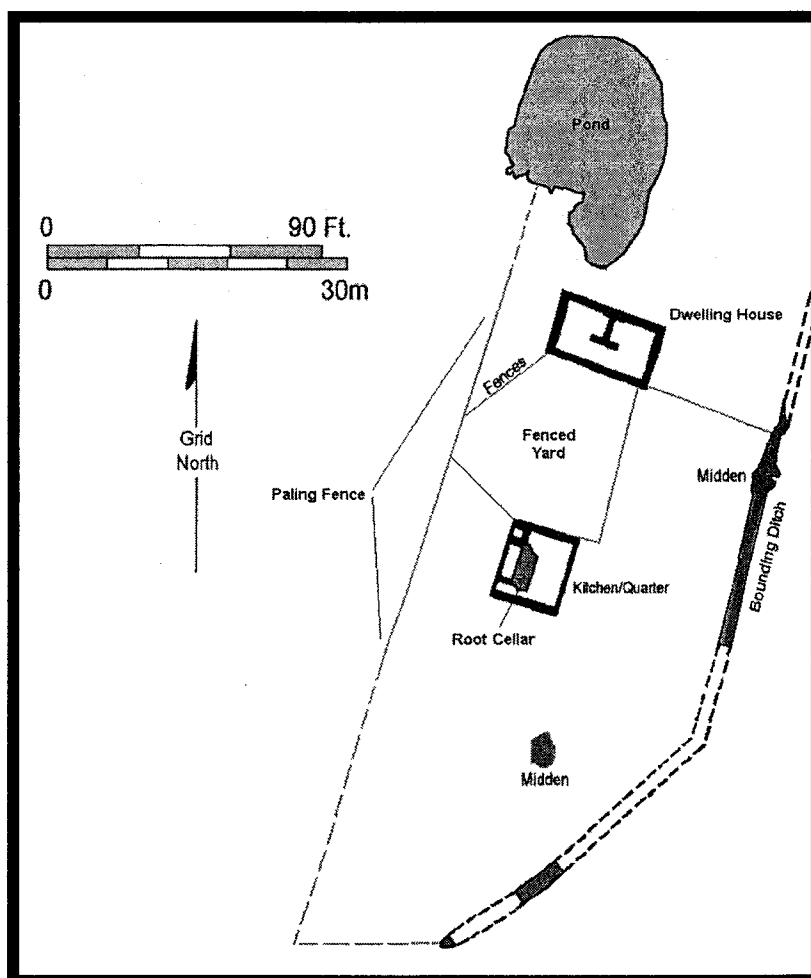 Pond
0 90 Ft.
0 30m
Dwelling House
Fences
Grid
North
Fenced
Yard
Paling Fence
Midden
Bounding Ditch
Kitchen/Quarter
Root Cellar
Midden